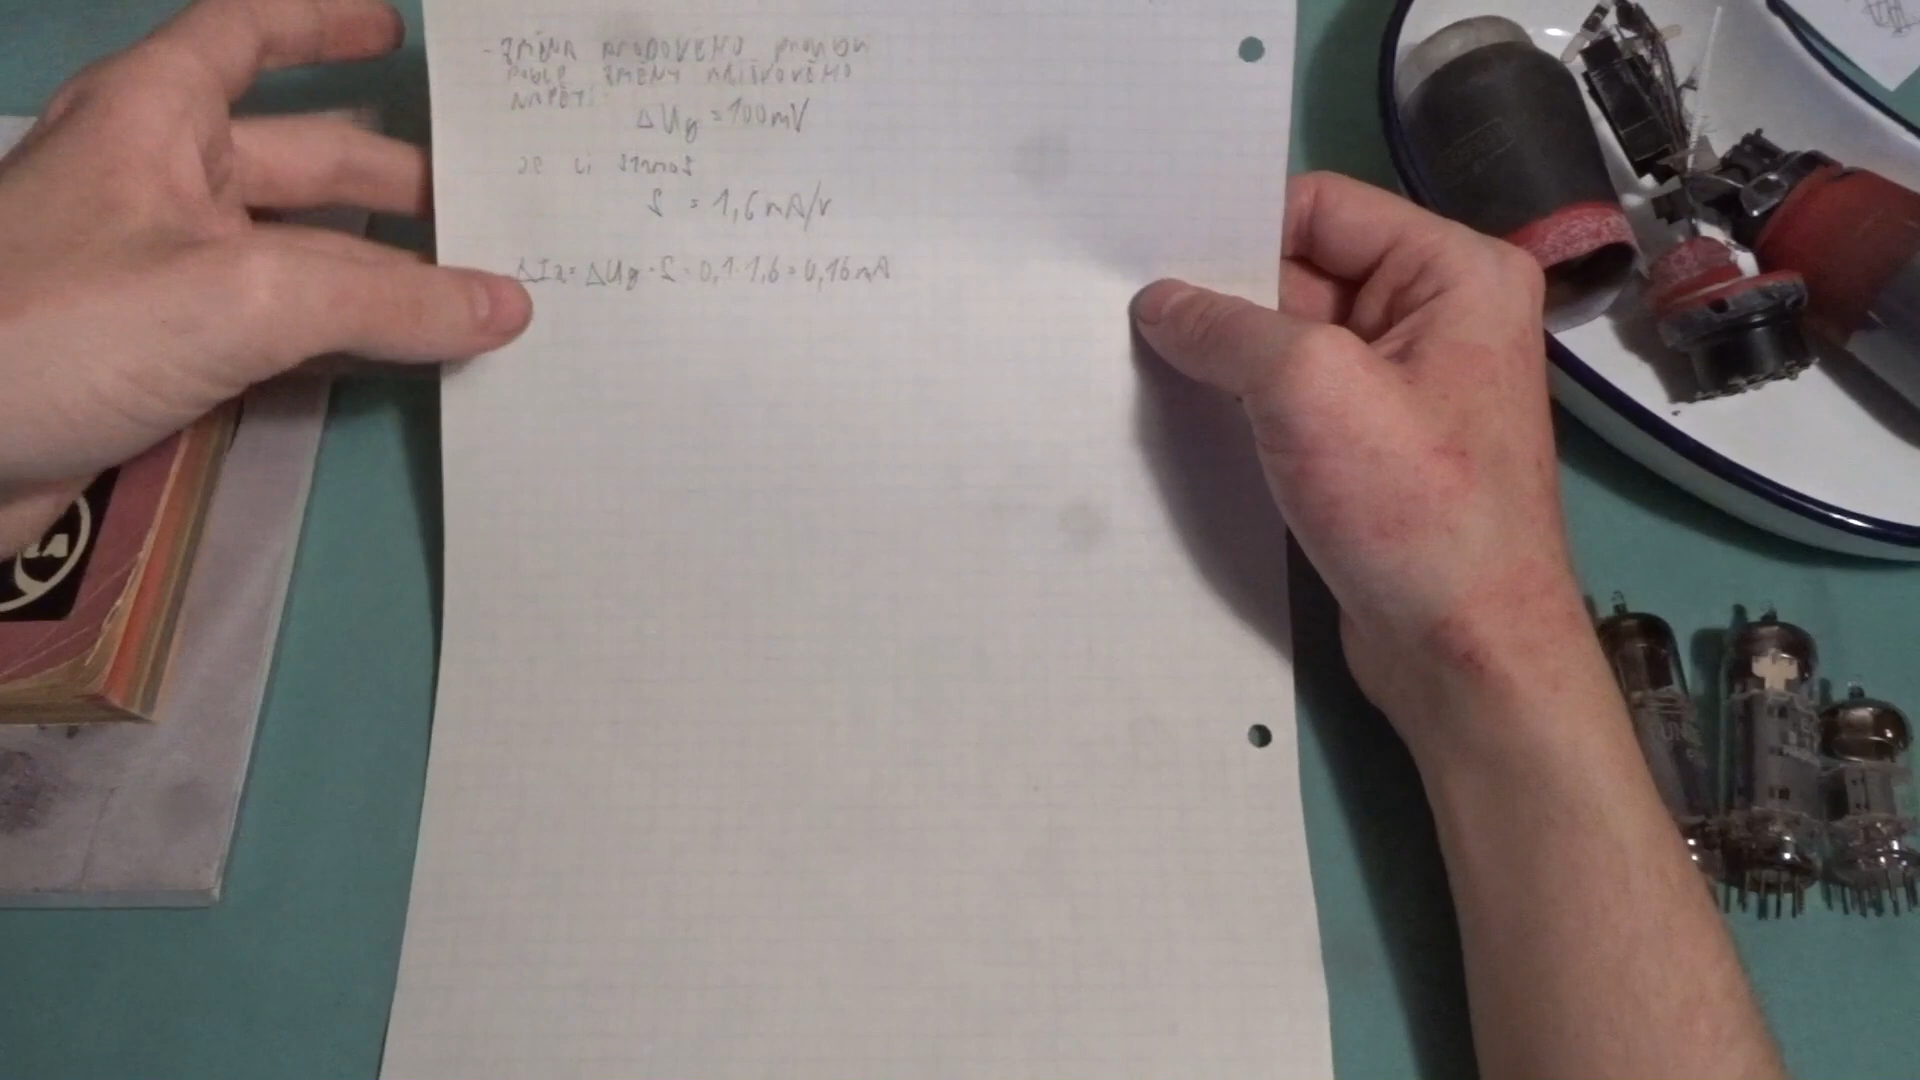 - ZMĚNA ANODOVÉHO PROUDU
PODLE ZMĚNY MŘÍŽKOVÉHO
NAPĚTÍ
ΔUg = 100mV
JE LI STRMOST
S = 1,6 mA/V
ΔIa = ΔUg · S = 0,1 · 1,6 = 0,16 mA